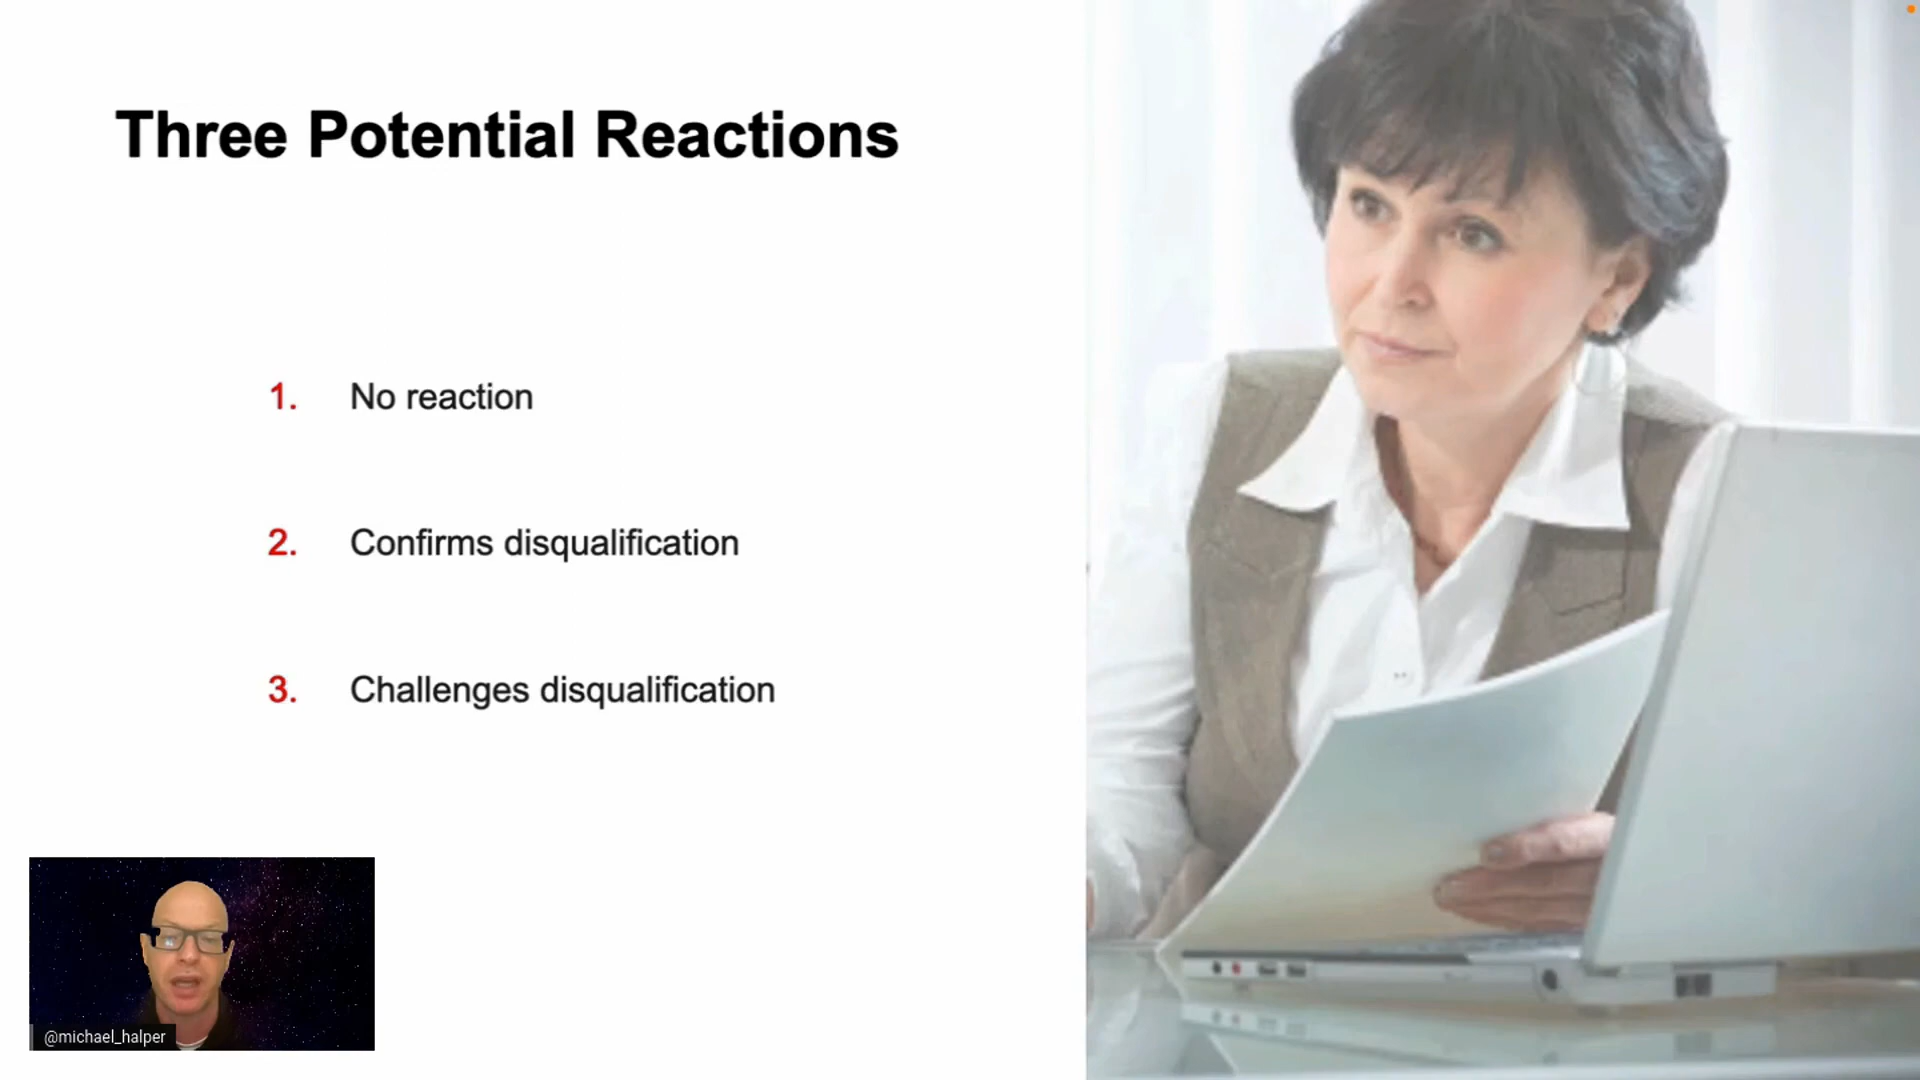 Three Potential Reactions
1. No reaction
2. Confirms disqualification
3. Challenges disqualification
@michael_halper